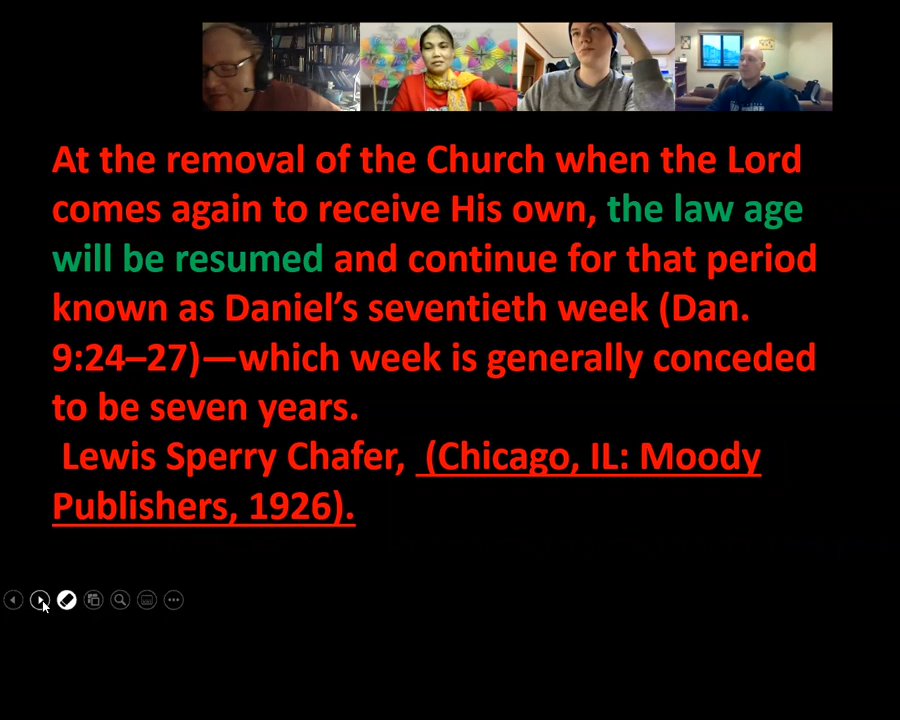 At the removal of the Church when the Lord
comes again to receive His own, the law age
will be resumed and continue for that period
known as Daniel’s seventieth week (Dan.
9:24–27)—which week is generally conceded
to be seven years.
Lewis Sperry Chafer, (Chicago, IL: Moody
Publishers, 1926).